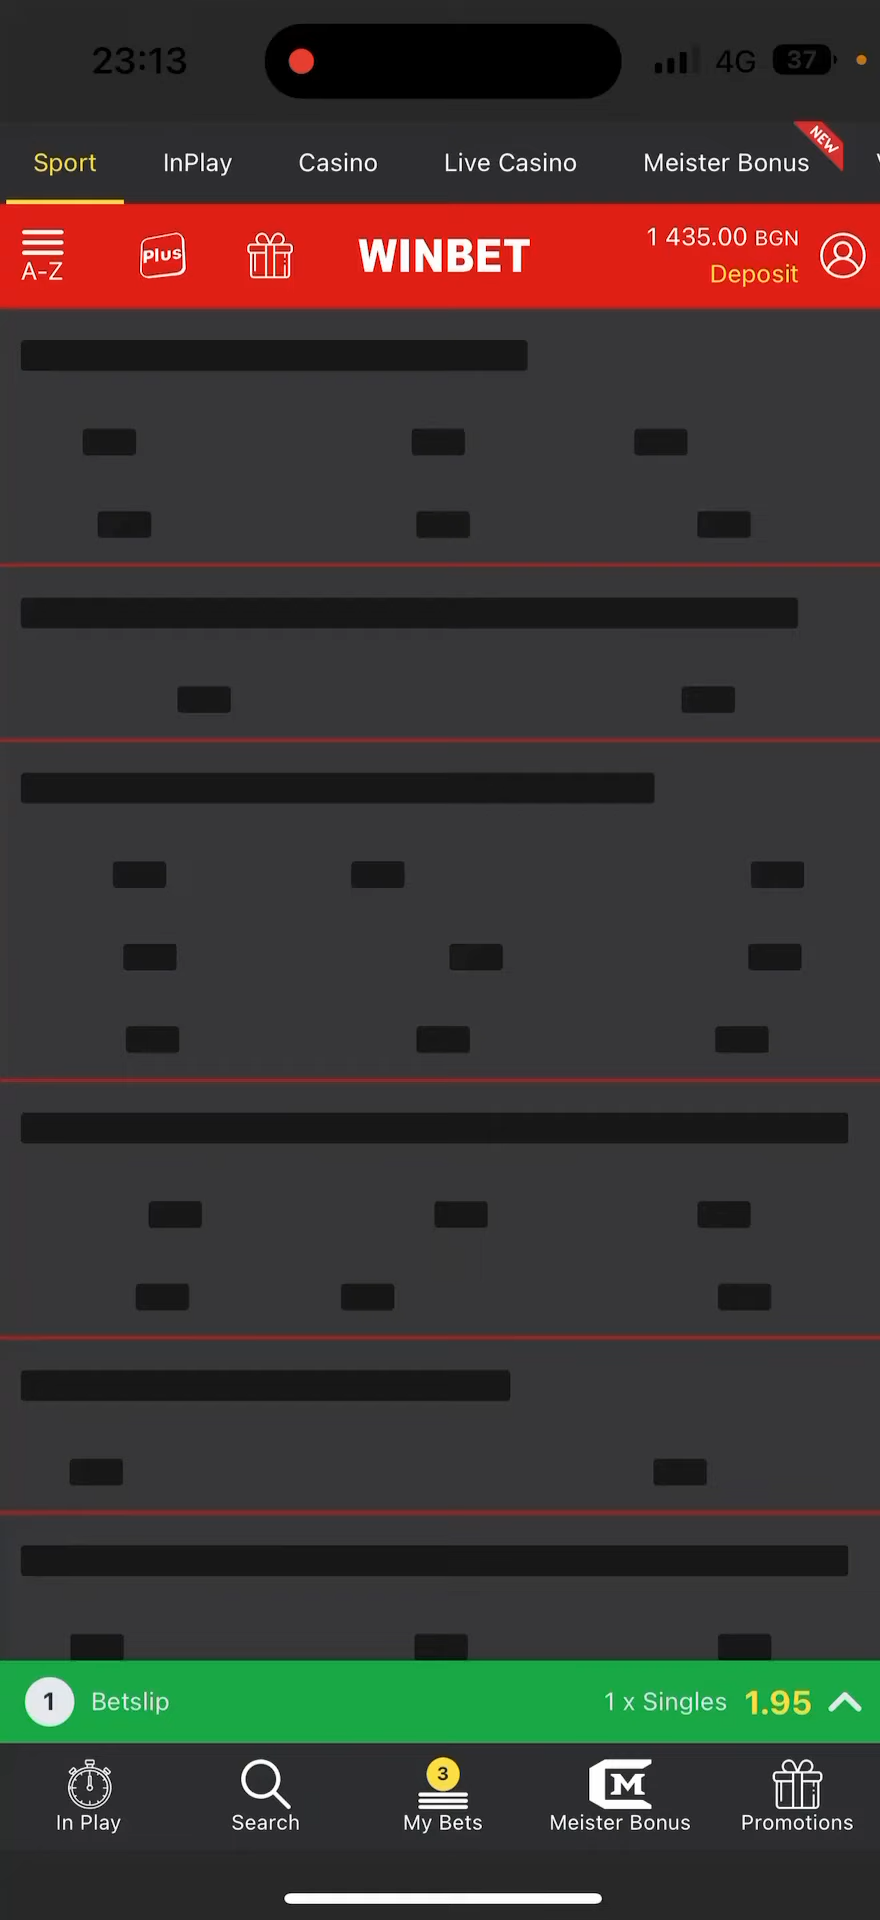 23:13 4G 37
Sport InPlay Casino Live Casino Meister Bonus NEW
A-Z Plus WINBET 1 435.00 BGN
Deposit
1 Betslip 1 x Singles 1.95
3
M
In Play Search My Bets Meister Bonus Promotions